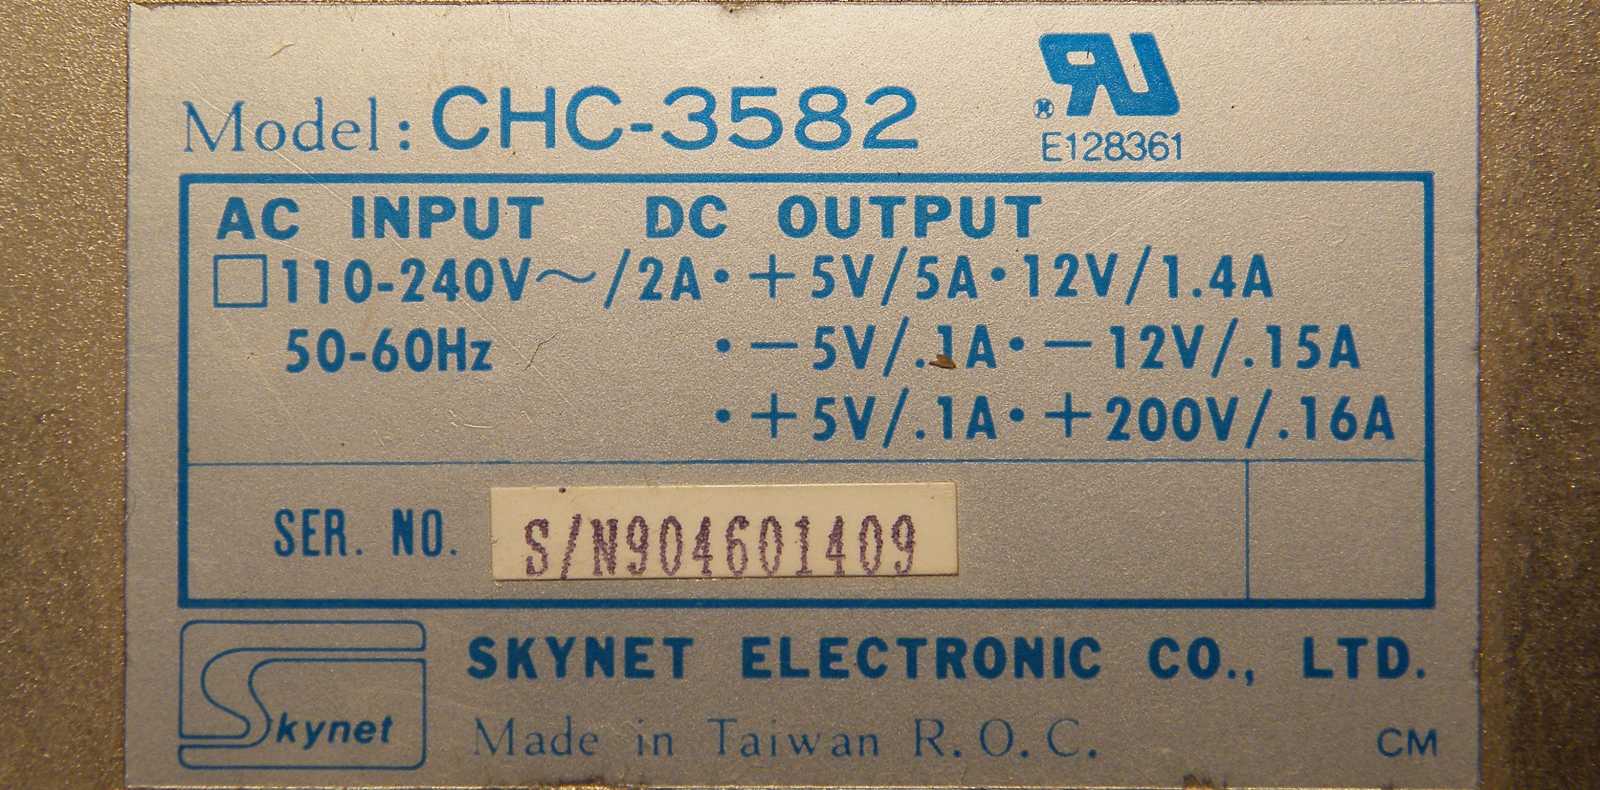 Model: CHC-3582
RU
®
E128361
AC INPUT DC OUTPUT
□110-240V~/2A•+5V/5A•12V/1.4A
50-60Hz •-5V/.1A•-12V/.15A
•+5V/.1A•+200V/.16A
SER. NO. S/N904601409
Skynet
SKYNET ELECTRONIC CO., LTD.
Made in Taiwan R.O.C. CM